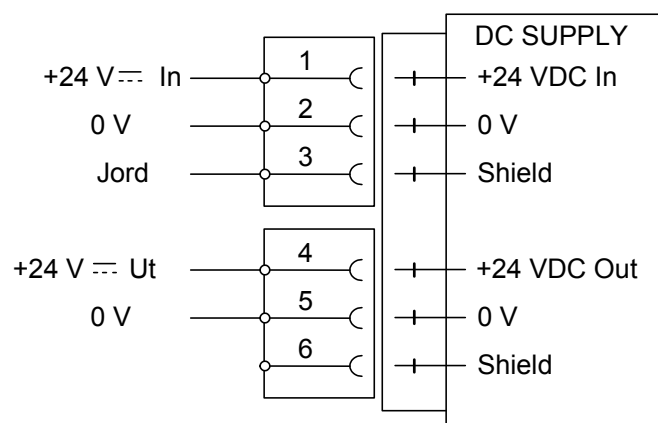 DC SUPPLY
+24 V ⎓ In 1 +24 VDC In
0 V 2 0 V
Jord 3 Shield
+24 V ⎓ Ut 4 +24 VDC Out
0 V 5 0 V
6 Shield